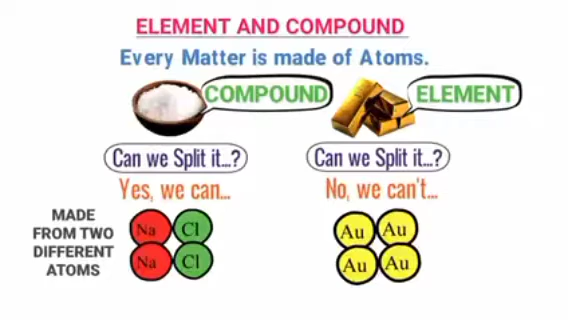 ELEMENT AND COMPOUND
Every Matter is made of Atoms.
COMPOUND
ELEMENT
Can we Split it...?
Can we Split it...?
Yes, we can...
No, we can't...
MADE
FROM TWO
DIFFERENT
ATOMS
Na Cl
Na Cl
Au Au
Au Au